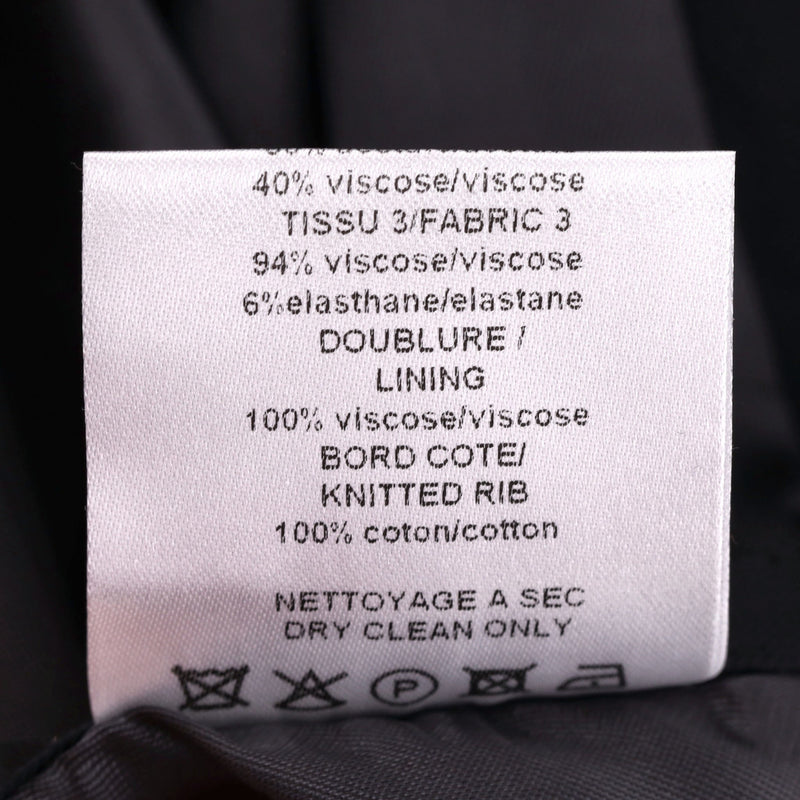 40% viscose/viscose
TISSU 3/FABRIC 3
94% viscose/viscose
6%elasthane/elastane
DOUBLURE /
LINING
100% viscose/viscose
BORD COTE/
KNITTED RIB
100% coton/cotton
NETTOYAGE A SEC
DRY CLEAN ONLY
P